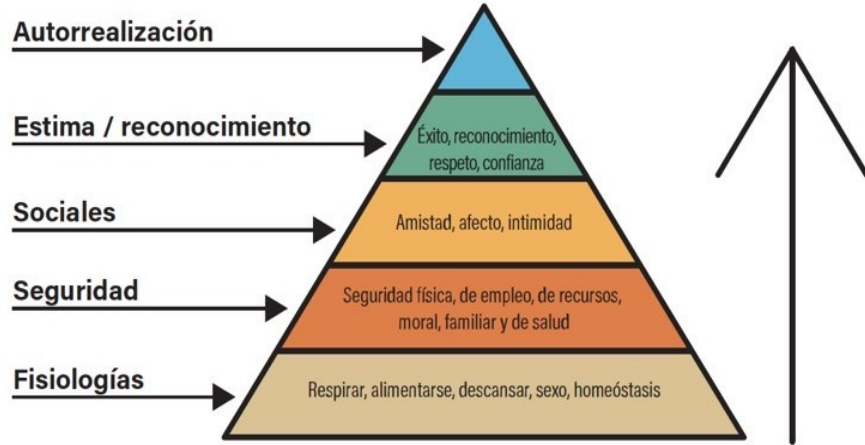 Autorrealización
Estima / reconocimiento
Éxito, reconocimiento,
respeto, confianza
Sociales
Amistad, afecto, intimidad
Seguridad
Seguridad física, de empleo, de recursos,
moral, familiar y de salud
Fisiologías
Respirar, alimentarse, descansar, sexo, homeóstasis